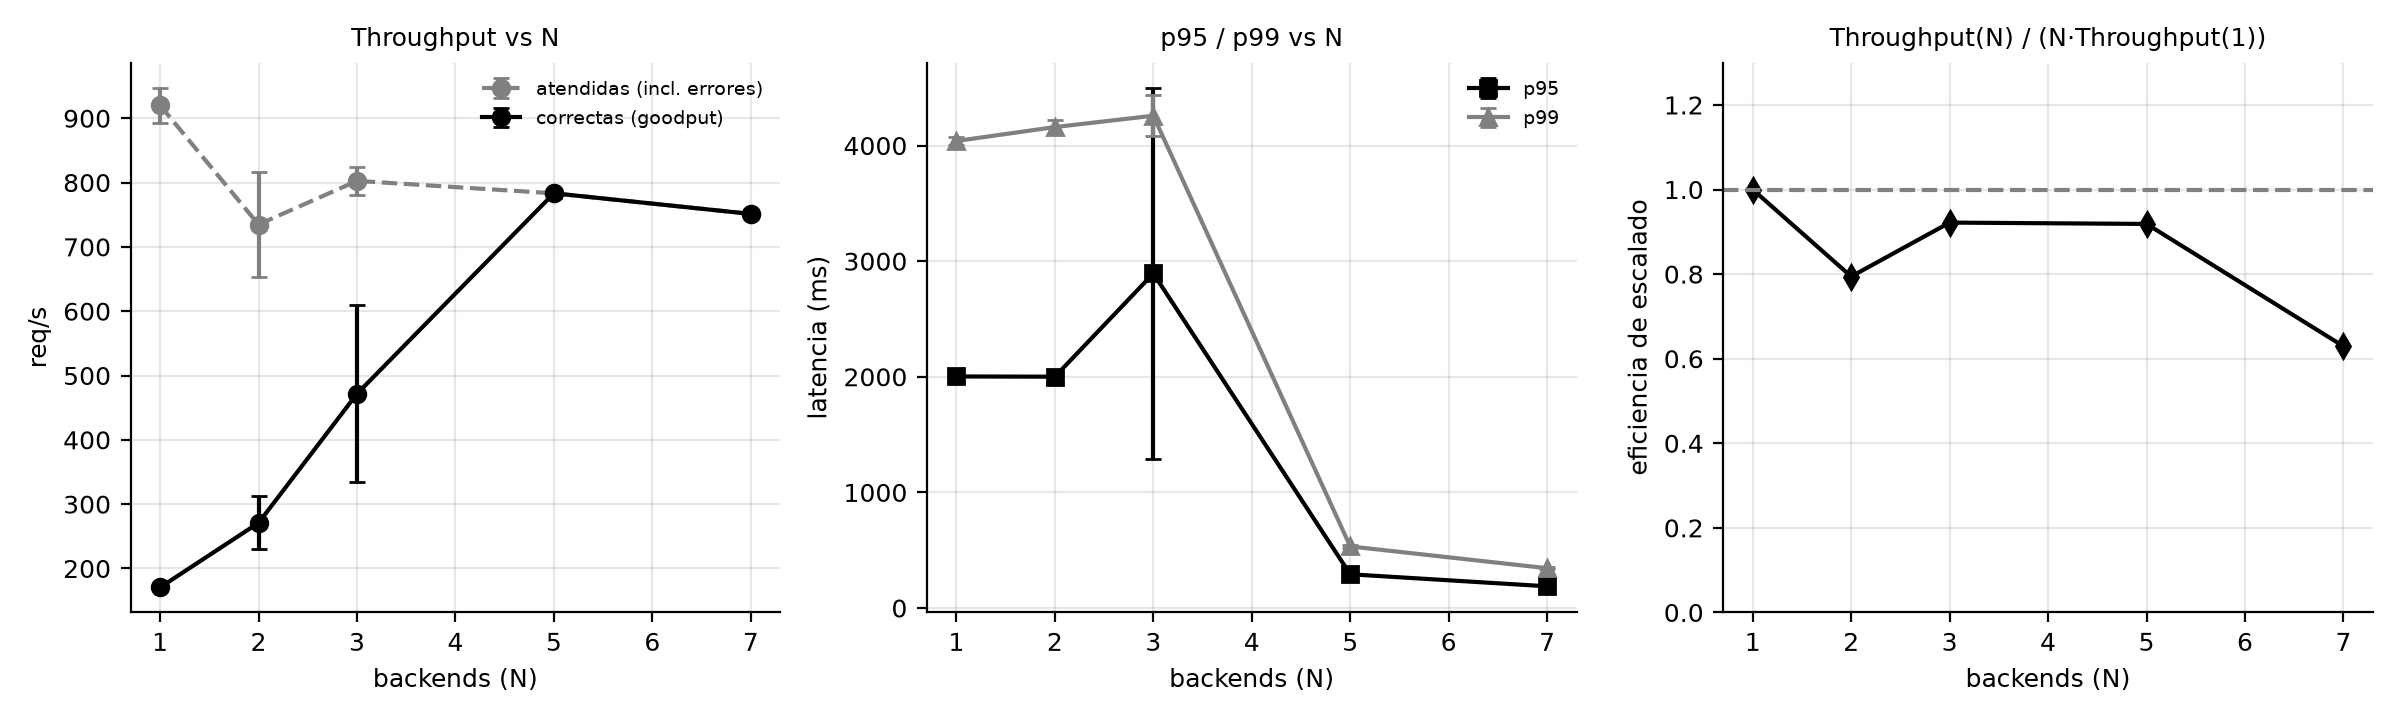 Throughput vs N
atendidas (incl. errores)
correctas (goodput)
req/s
900
800
700
600
500
400
300
200
1 2 3 4 5 6 7
backends (N)
p95 / p99 vs N
p95
p99
latencia (ms)
4000
3000
2000
1000
0
1 2 3 4 5 6 7
backends (N)
Throughput(N) / (N·Throughput(1))
eficiencia de escalado
1.2
1.0
0.8
0.6
0.4
0.2
0.0
1 2 3 4 5 6 7
backends (N)